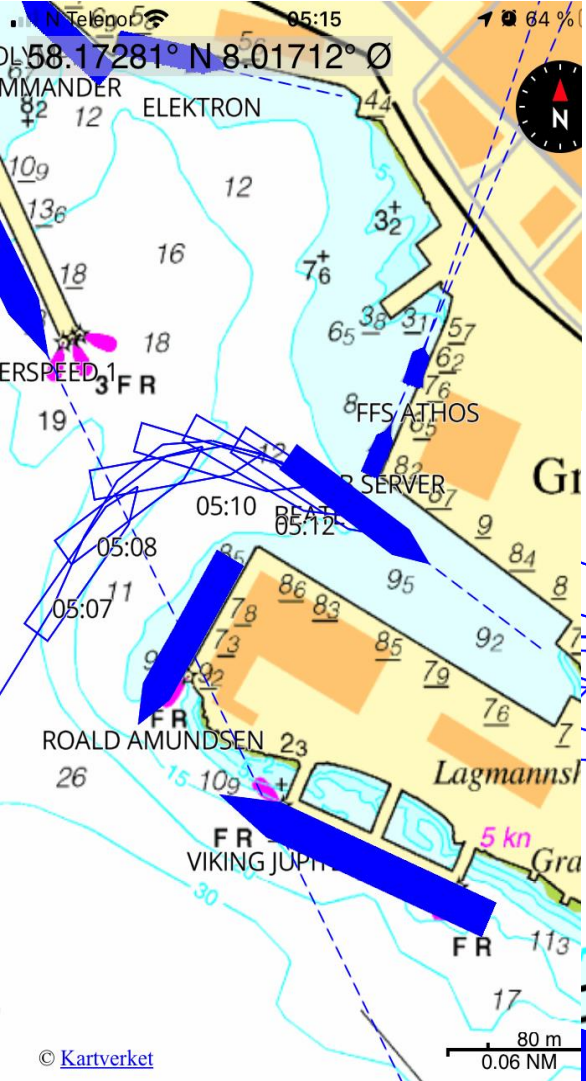 N Telenor 05:15 64 %
58.17281° N 8.01712° Ø
MMANDER
8₂
12
ELEKTRON
4₄
5
10₉
12
13₆
3₂
16
7₆
18
6₅ 3₈ 3₁ 5₇
18
6₂
ERSPEED 1
3 F R
7₆
19
8
FFS ATHOS
6₅
12
8₂
SERVER
Gr
8₇
05:10
05:12
9
8₄
05:08
8₅
8
11
9₅
05:07
8₆
7₈
8₃
9₂
7₃
8₅
9₂
7₉
7₆
7
F R
ROALD AMUNDSEN
2₃
26
15
10₉
Lagmannsh
F R
5 kn
VIKING JUPIT
Gra
30
F R
11₃
17
80 m
0.06 NM
© Kartverket